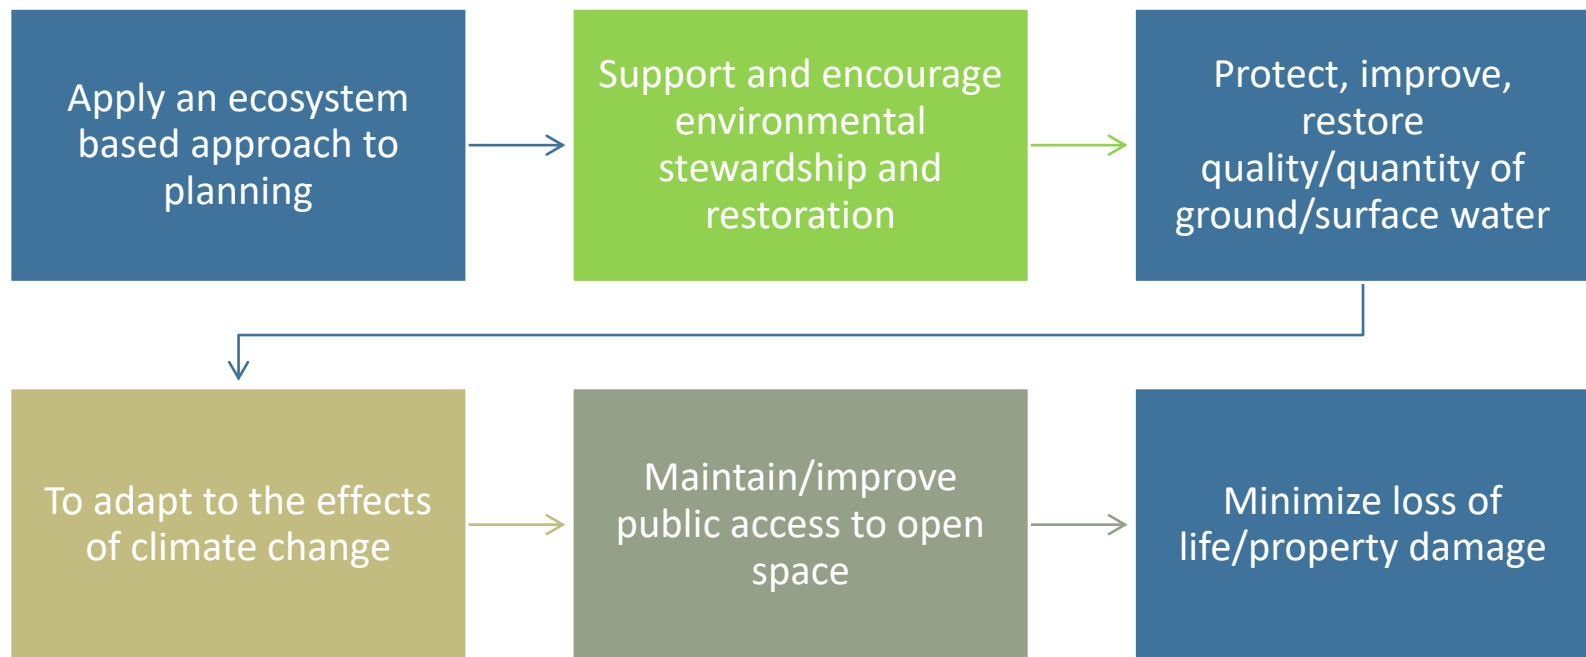 Apply an ecosystem
based approach to
planning
Support and encourage
environmental
stewardship and
restoration
Protect, improve,
restore
quality/quantity of
ground/surface water
To adapt to the effects
of climate change
Maintain/improve
public access to open
space
Minimize loss of
life/property damage